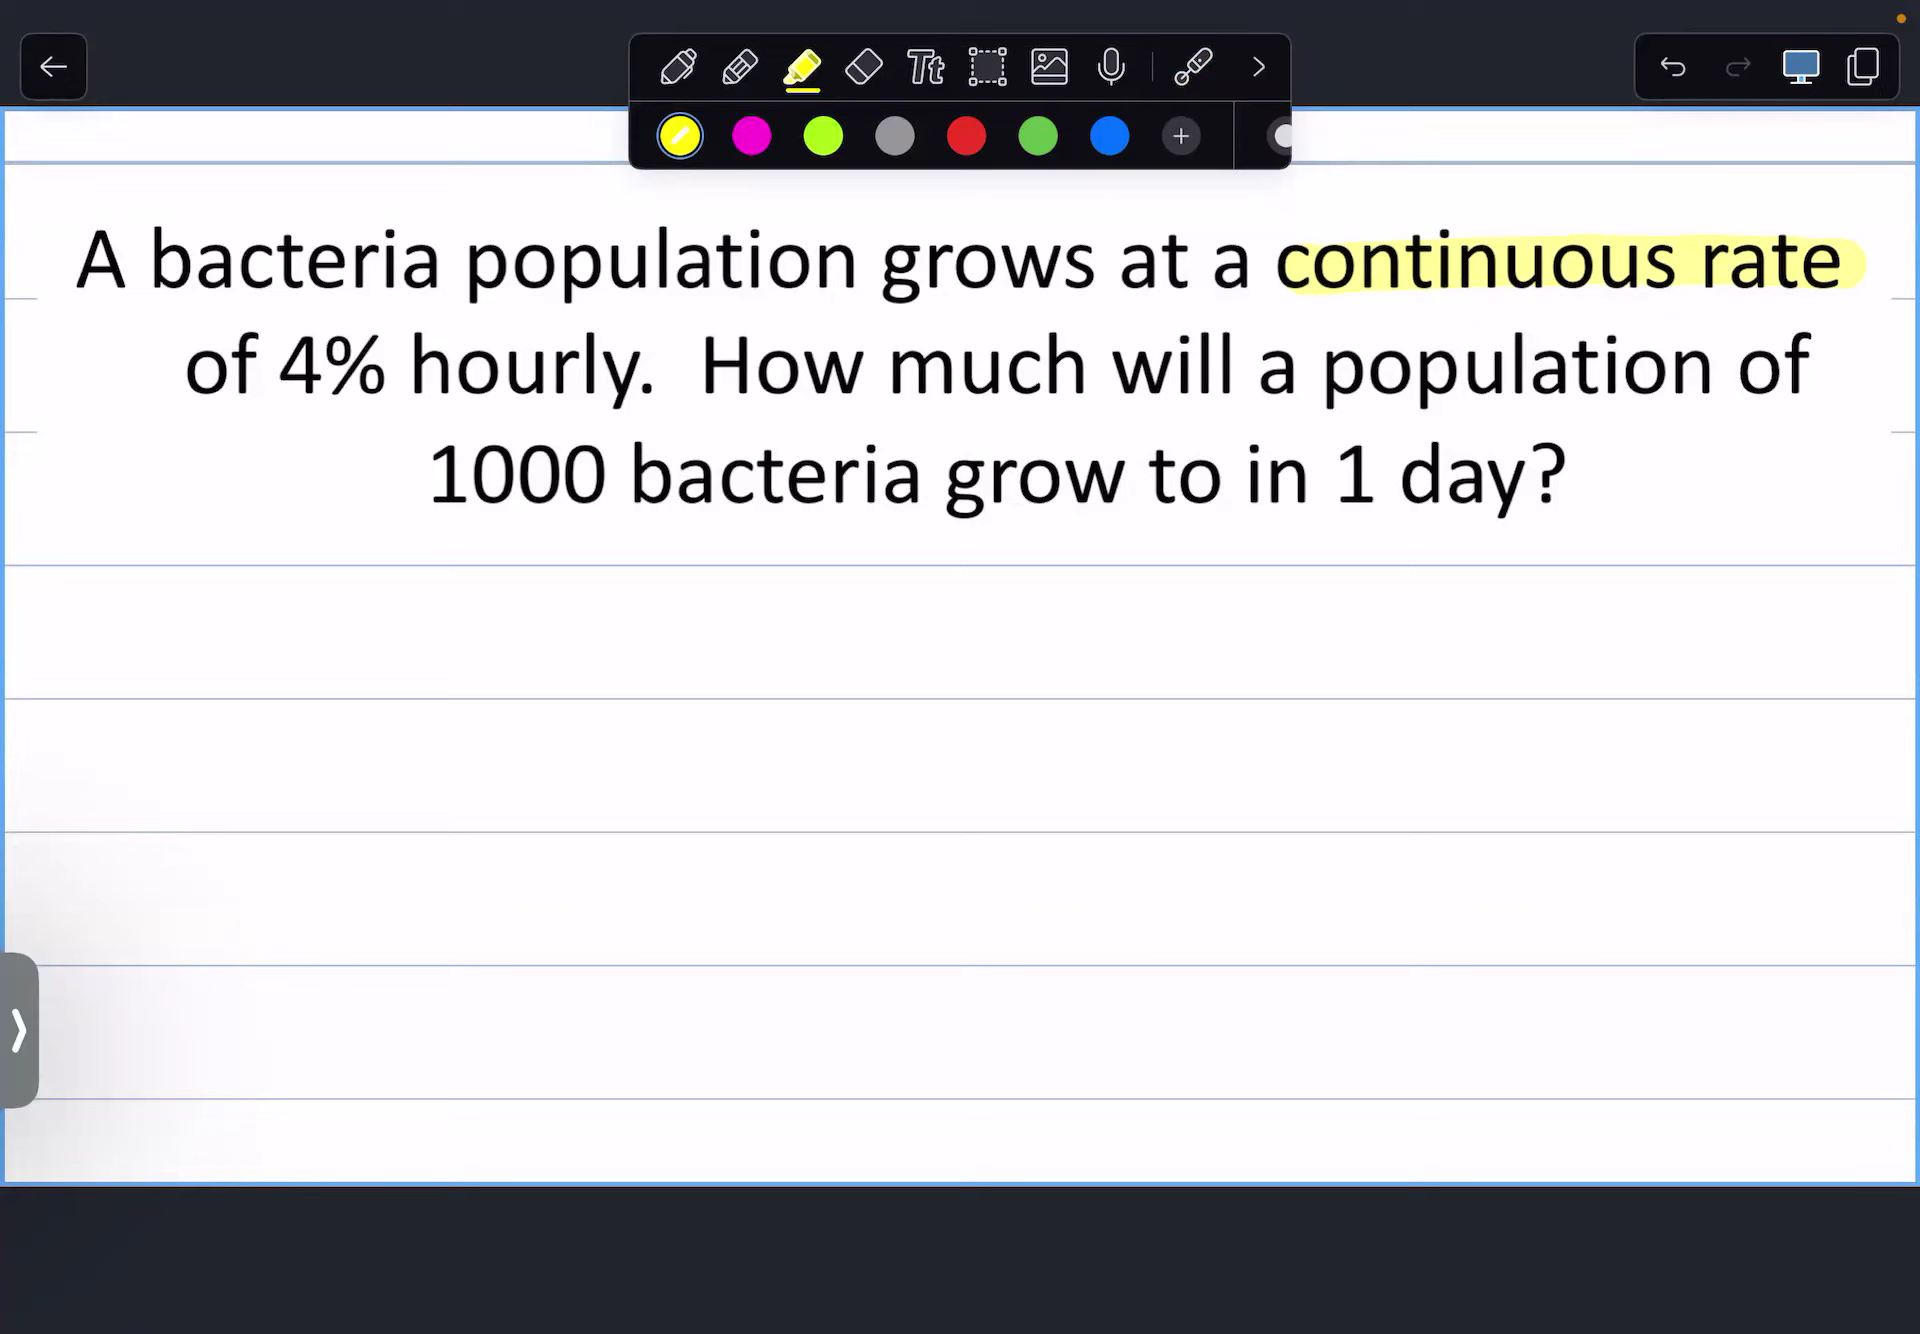 Tt
A bacteria population grows at a continuous rate
of 4% hourly.  How much will a population of
1000 bacteria grow to in 1 day?